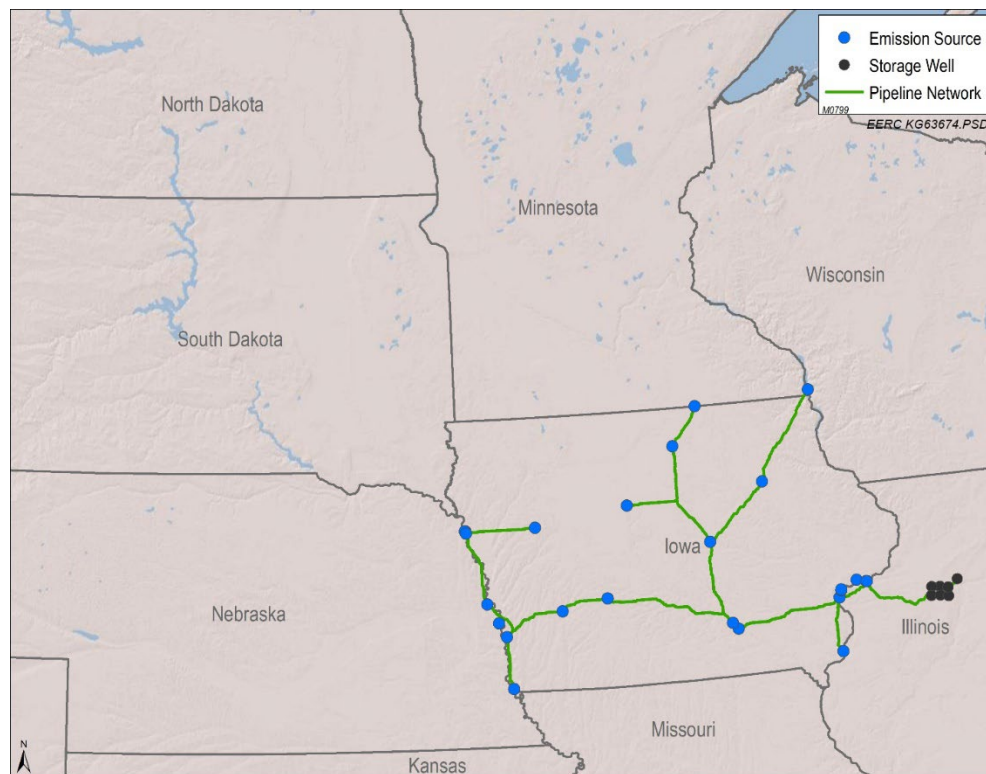 Emission Source
Storage Well
Pipeline Network
M0799
EERC KG63674.PSD
North Dakota
Minnesota
Wisconsin
South Dakota
Iowa
Nebraska
Illinois
Missouri
Kansas
N